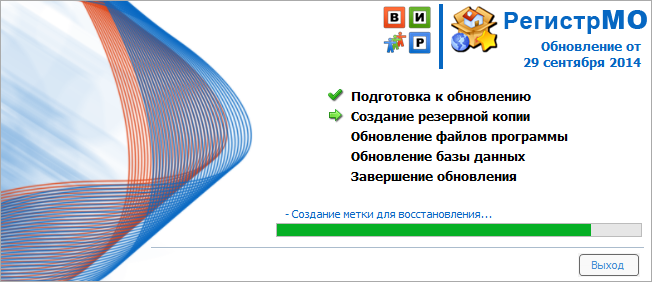 ВИ
Р
РегистрМО
Обновление от
29 сентября 2014
Подготовка к обновлению
Создание резервной копии
Обновление файлов программы
Обновление базы данных
Завершение обновления
- Создание метки для восстановления...
Выход